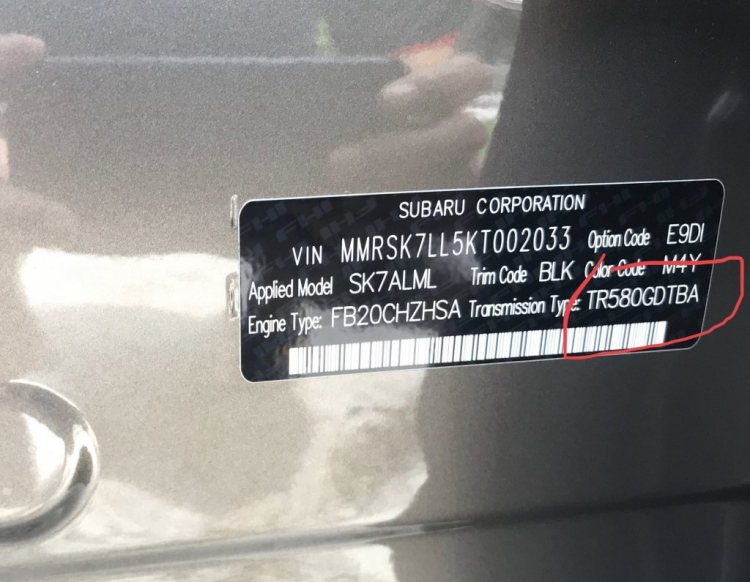 SUBARU CORPORATION
VIN MMRSK7LL5KT002033 Option Code E9DI
Applied Model SK7ALML Trim Code BLK Color Code M4Y
Engine Type: FB20CHZHSA Transmission Type: TR580GDTBA